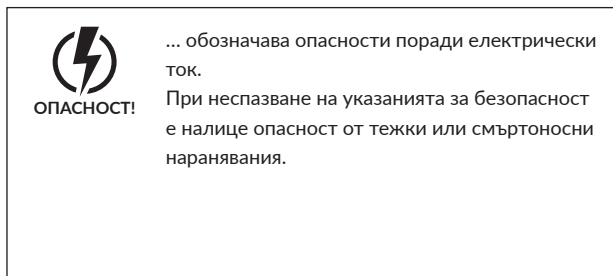 ОПАСНОСТ!
... обозначава опасности поради електрически
ток.
При неспазване на указанията за безопасност
е налице опасност от тежки или смъртоносни
наранявания.